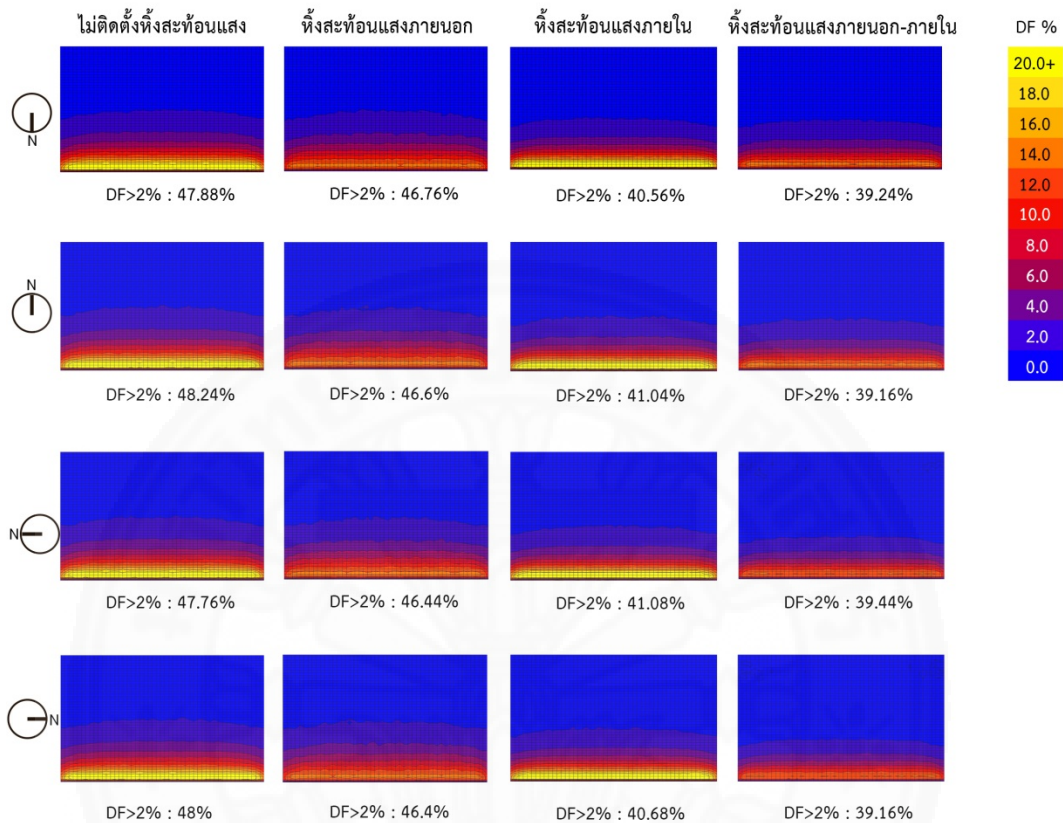 ไม่ติดตั้งหิ้งสะท้อนแสง หิ้งสะท้อนแสงภายนอก หิ้งสะท้อนแสงภายใน หิ้งสะท้อนแสงภายนอก-ภายใน DF %
20.0+
18.0
16.0
14.0
12.0
10.0
8.0
6.0
4.0
2.0
0.0
N
DF>2% : 47.88% DF>2% : 46.76% DF>2% : 40.56% DF>2% : 39.24%
N
DF>2% : 48.24% DF>2% : 46.6% DF>2% : 41.04% DF>2% : 39.16%
N
DF>2% : 47.76% DF>2% : 46.44% DF>2% : 41.08% DF>2% : 39.44%
N
DF>2% : 48% DF>2% : 46.4% DF>2% : 40.68% DF>2% : 39.16%